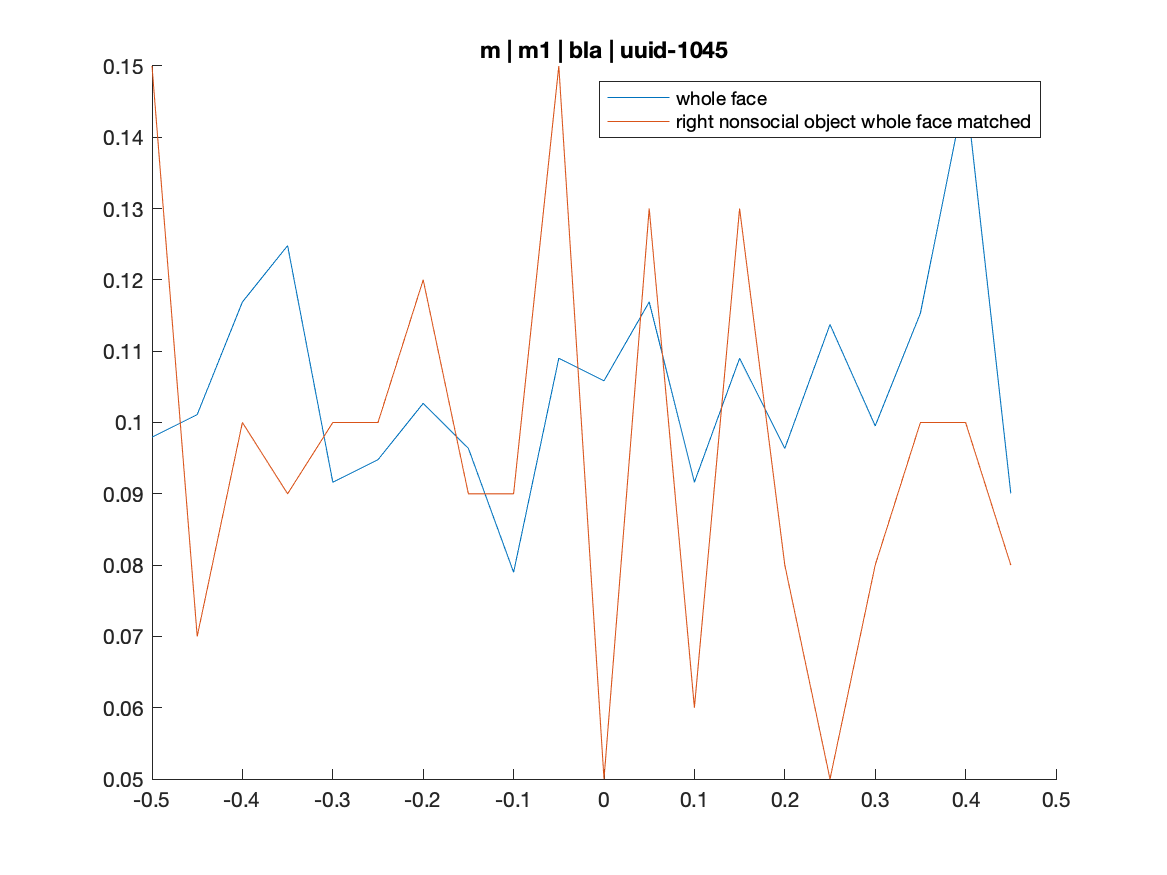 m | m1 | bla | uuid-1045
whole face
right nonsocial object whole face matched
0.15
0.14
0.13
0.12
0.11
0.1
0.09
0.08
0.07
0.06
0.05
-0.5 -0.4 -0.3 -0.2 -0.1 0 0.1 0.2 0.3 0.4 0.5